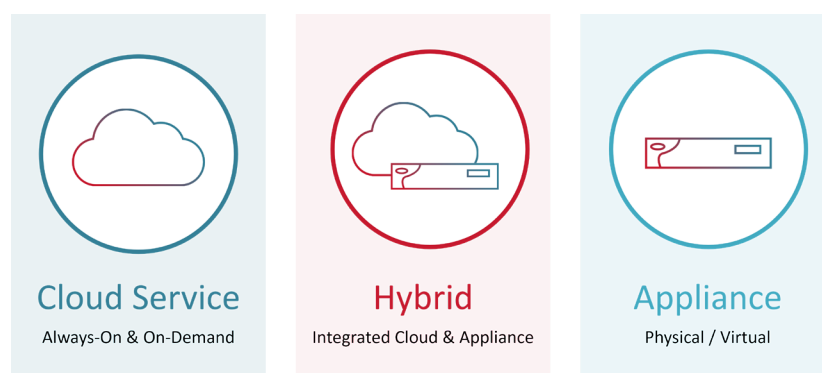 Cloud Service
Always-On & On-Demand
Hybrid
Integrated Cloud & Appliance
Appliance
Physical / Virtual